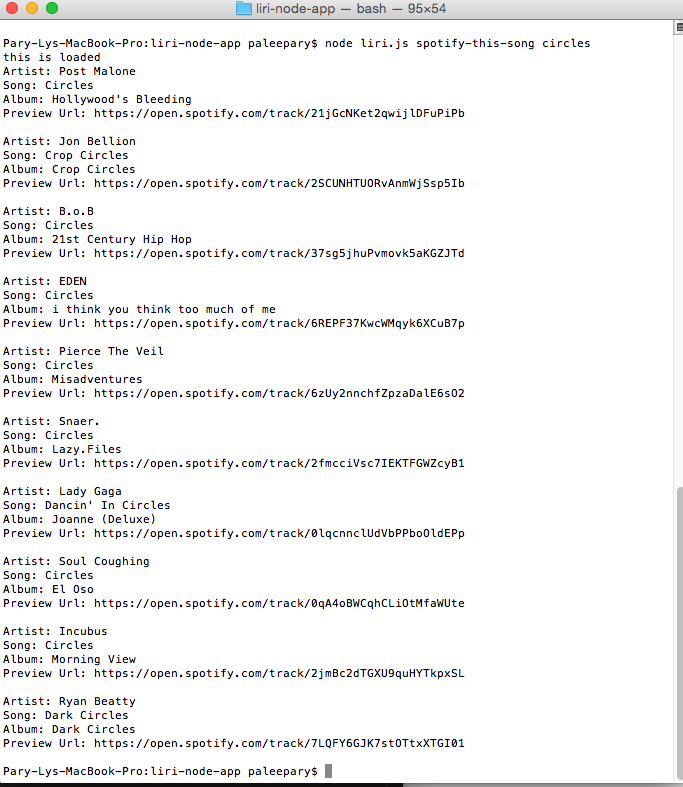 liri-node-app — bash — 95×54
Pary-Lys-MacBook-Pro:liri-node-app paleepary$ node liri.js spotify-this-song circles
this is loaded
Artist: Post Malone
Song: Circles
Album: Hollywood's Bleeding
Preview Url: https://open.spotify.com/track/21jGcNKet2qwijlDFuPiPb
Artist: Jon Bellion
Song: Crop Circles
Album: Crop Circles
Preview Url: https://open.spotify.com/track/2SCUNHTUORvAnmWjSsp5Ib
Artist: B.o.B
Song: Circles
Album: 21st Century Hip Hop
Preview Url: https://open.spotify.com/track/37sg5jhuPvmovk5aKGZJTd
Artist: EDEN
Song: Circles
Album: i think you think too much of me
Preview Url: https://open.spotify.com/track/6REPF37KwcWMqyk6XCuB7p
Artist: Pierce The Veil
Song: Circles
Album: Misadventures
Preview Url: https://open.spotify.com/track/6zUy2nnchfZpzaDalE6sO2
Artist: Snaer.
Song: Circles
Album: Lazy.Files
Preview Url: https://open.spotify.com/track/2fmcciVsc7IEKTFGWZcyB1
Artist: Lady Gaga
Song: Dancin' In Circles
Album: Joanne (Deluxe)
Preview Url: https://open.spotify.com/track/0lqcnnclUdVbPPboOldEPp
Artist: Soul Coughing
Song: Circles
Album: El Oso
Preview Url: https://open.spotify.com/track/0qA4oBWCqhCLiOtMfaWUte
Artist: Incubus
Song: Circles
Album: Morning View
Preview Url: https://open.spotify.com/track/2jmBc2dTGXU9quHYTkpxSL
Artist: Ryan Beatty
Song: Dark Circles
Album: Dark Circles
Preview Url: https://open.spotify.com/track/7LQFY6GJK7stOTtxXTGI01
Pary-Lys-MacBook-Pro:liri-node-app paleepary$